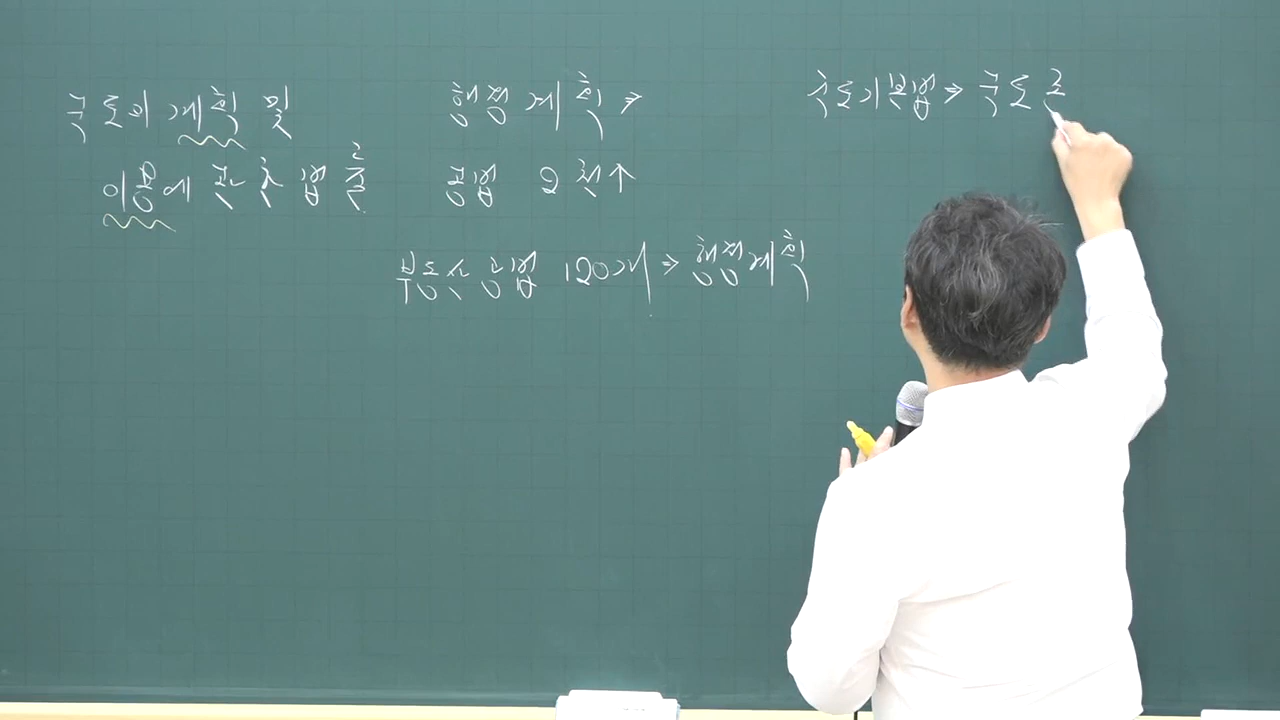 국토의 계획 및
이용에 관한 법률
행정계획 ⇒
공법 2천↑
부동산 공법 120개 ⇒ 행정계획
국토기본법 ⇒ 국토